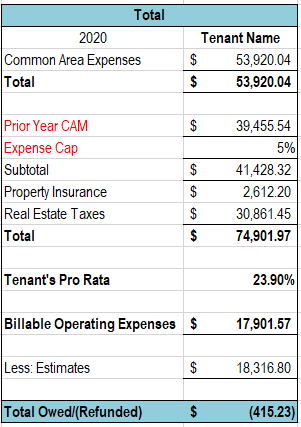 Total
2020 Tenant Name
Common Area Expenses $ 53,920.04
Total $ 53,920.04
Prior Year CAM $ 39,455.54
Expense Cap 5%
Subtotal $ 41,428.32
Property Insurance $ 2,612.20
Real Estate Taxes $ 30,861.45
Total $ 74,901.97
Tenant's Pro Rata 23.90%
Billable Operating Expenses $ 17,901.57
Less: Estimates $ 18,316.80
Total Owed/(Refunded) $ (415.23)